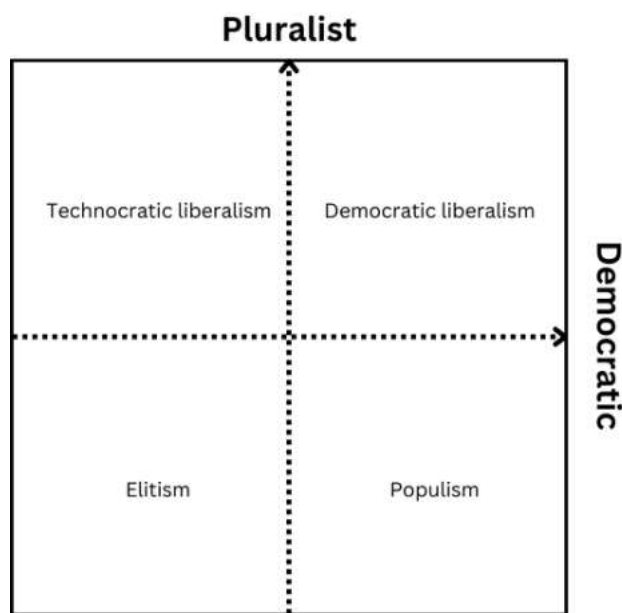 Pluralist
Technocratic liberalism
Democratic liberalism
Democratic
Elitism
Populism